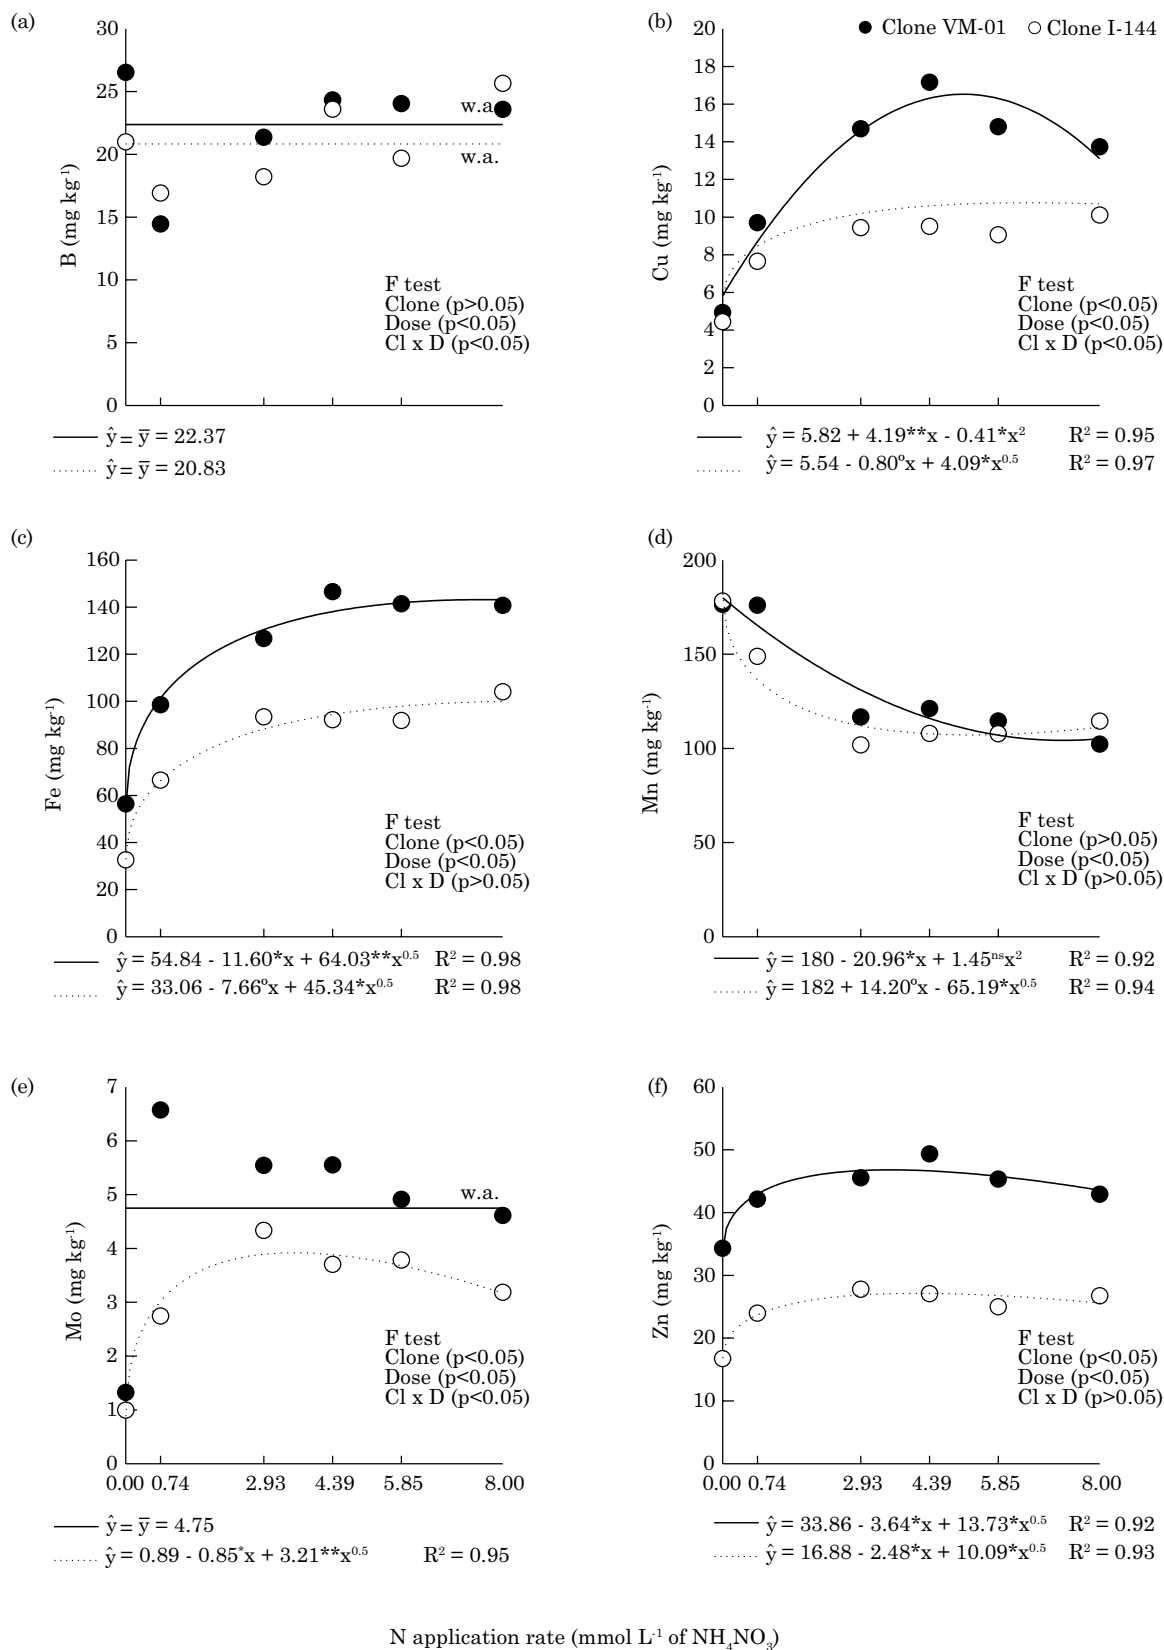 (a)
30
25
20
15
10
5
0
B (mg kg⁻¹)
w.a.
w.a.
F test
Clone (p>0.05)
Dose (p<0.05)
Cl x D (p<0.05)
ŷ = y̅ = 22.37
ŷ = y̅ = 20.83
(b)
● Clone VM-01 ○ Clone I-144
20
18
16
14
12
10
8
6
4
2
0
Cu (mg kg⁻¹)
F test
Clone (p<0.05)
Dose (p<0.05)
Cl x D (p<0.05)
ŷ = 5.82 + 4.19**x - 0.41*x² R² = 0.95
ŷ = 5.54 - 0.80ºx + 4.09*x⁰·⁵ R² = 0.97
(c)
160
140
120
100
80
60
40
20
0
Fe (mg kg⁻¹)
F test
Clone (p<0.05)
Dose (p<0.05)
Cl x D (p>0.05)
ŷ = 54.84 - 11.60*x + 64.03**x⁰·⁵ R² = 0.98
ŷ = 33.06 - 7.66ºx + 45.34*x⁰·⁵ R² = 0.98
(d)
200
150
100
50
0
Mn (mg kg⁻¹)
F test
Clone (p>0.05)
Dose (p<0.05)
Cl x D (p>0.05)
ŷ = 180 - 20.96*x + 1.45ⁿˢx² R² = 0.92
ŷ = 182 + 14.20ºx - 65.19*x⁰·⁵ R² = 0.94
(e)
7
6
5
4
3
2
1
0
Mo (mg kg⁻¹)
w.a.
F test
Clone (p<0.05)
Dose (p<0.05)
Cl x D (p<0.05)
0.00 0.74 2.93 4.39 5.85 8.00
ŷ = y̅ = 4.75
ŷ = 0.89 - 0.85*x + 3.21**x⁰·⁵ R² = 0.95
(f)
60
50
40
30
20
10
0
Zn (mg kg⁻¹)
F test
Clone (p<0.05)
Dose (p<0.05)
Cl x D (p>0.05)
0.00 0.74 2.93 4.39 5.85 8.00
ŷ = 33.86 - 3.64*x + 13.73*x⁰·⁵ R² = 0.92
ŷ = 16.88 - 2.48*x + 10.09*x⁰·⁵ R² = 0.93
N application rate (mmol L⁻¹ of NH₄NO₃)